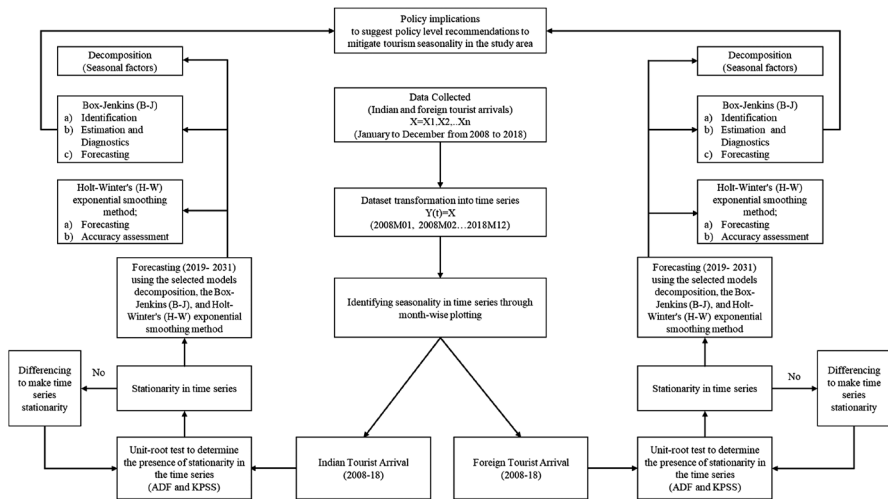 Policy implications
to suggest policy level recommendations to
mitigate tourism seasonality in the study area
Decomposition
(Seasonal factors)
Box-Jenkins (B-J)
a) Identification
b) Estimation and
Diagnostics
c) Forecasting
Holt-Winter's (H-W)
exponential smoothing
method;
a) Forecasting
b) Accuracy assessment
Forecasting (2019- 2031)
using the selected models
decomposition, the Box-
Jenkins (B-J), and Holt-
Winter's (H-W) exponential
smoothing method
Differencing
to make time
series
stationarity
No
Stationarity in time series
Unit-root test to determine
the presence of stationarity in
the time series
(ADF and KPSS)
Data Collected
(Indian and foreign tourist arrivals)
X=X1,X2,..Xn
(January to December from 2008 to 2018)
Dataset transformation into time series
Y(t)=X
(2008M01, 2008M02…2018M12)
Identifying seasonality in time series through
month-wise plotting
Indian Tourist Arrival
(2008-18)
Foreign Tourist Arrival
(2008-18)
Decomposition
(Seasonal factors)
Box-Jenkins (B-J)
a) Identification
b) Estimation and
Diagnostics
c) Forecasting
Holt-Winter's (H-W)
exponential smoothing
method;
a) Forecasting
b) Accuracy assessment
Forecasting (2019- 2031)
using the selected models
decomposition, the Box-
Jenkins (B-J), and Holt-
Winter's (H-W) exponential
smoothing method
Stationarity in time series
No
Differencing
to make time
series
stationarity
Unit-root test to determine
the presence of stationarity in
the time series
(ADF and KPSS)